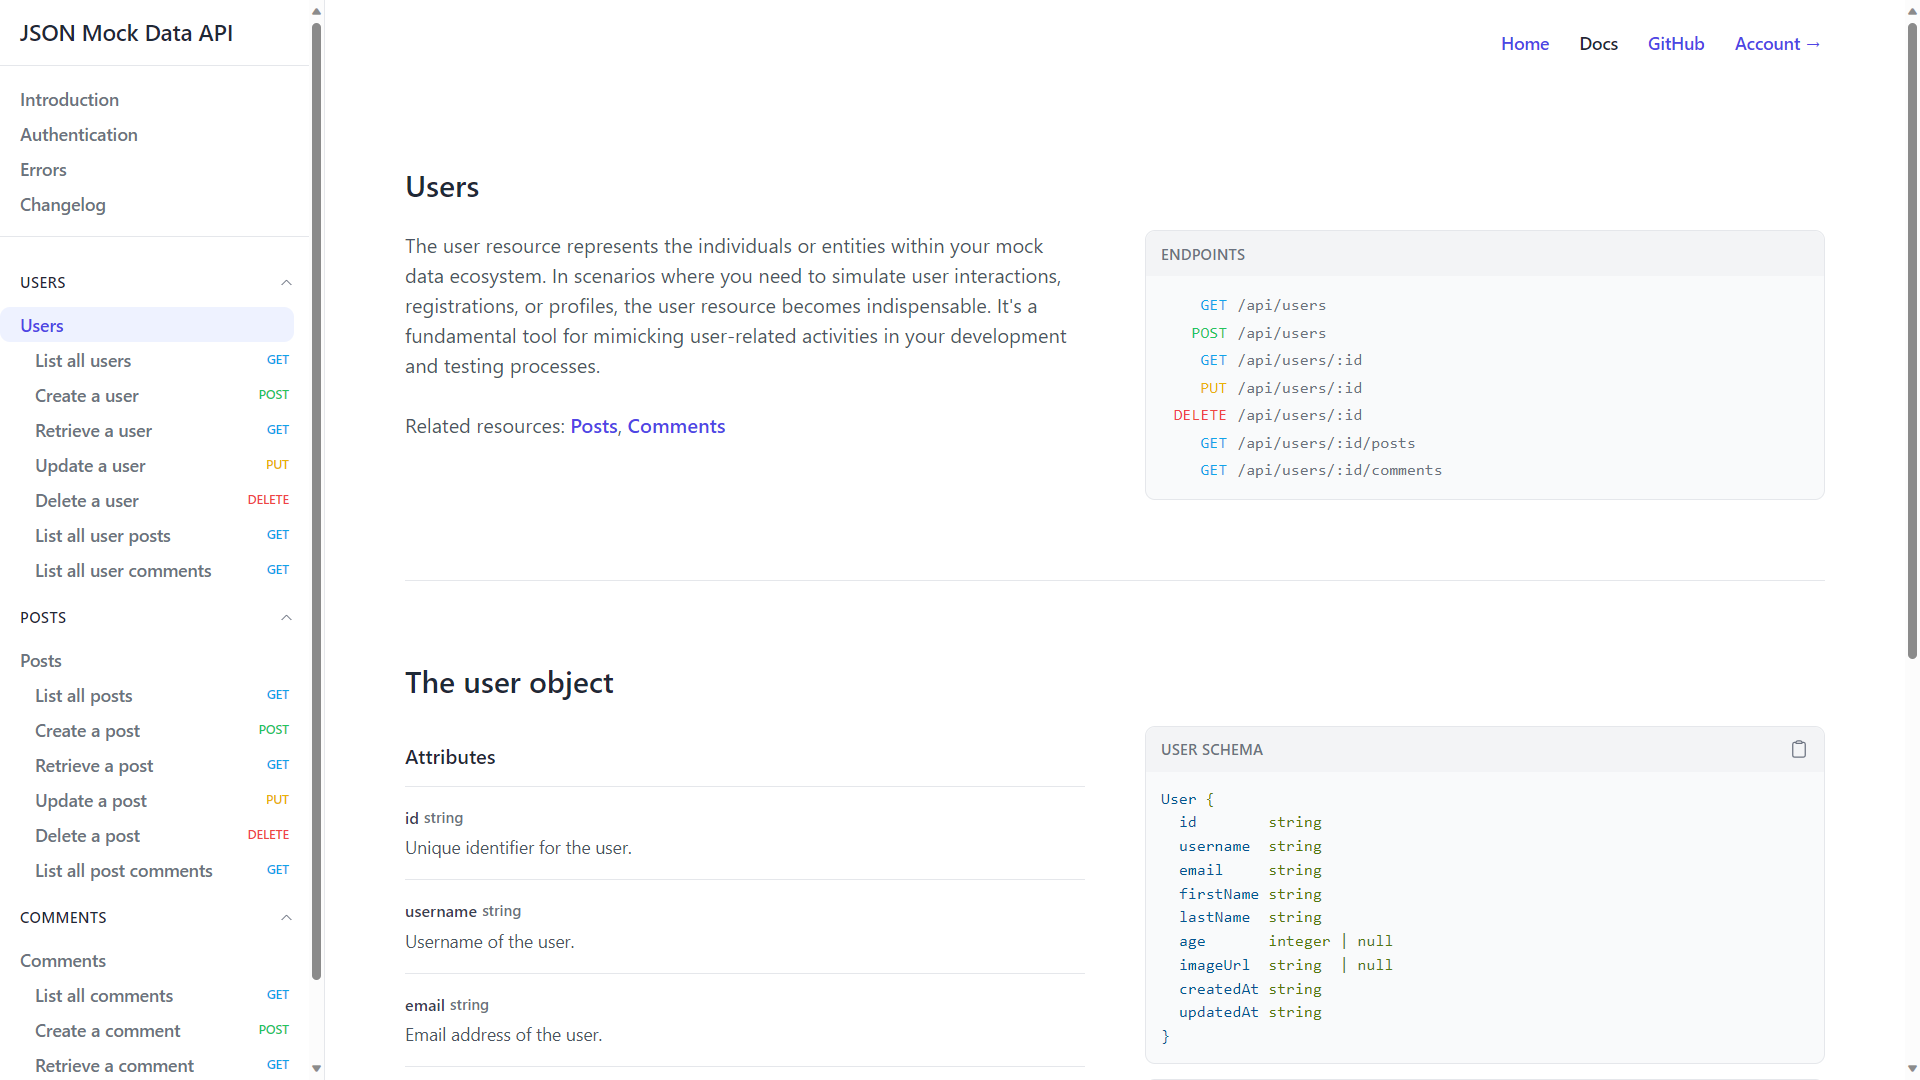 JSON Mock Data API
Introduction
Authentication
Errors
Changelog
USERS
Users
List all users GET
Create a user POST
Retrieve a user GET
Update a user PUT
Delete a user DELETE
List all user posts GET
List all user comments GET
POSTS
Posts
List all posts GET
Create a post POST
Retrieve a post GET
Update a post PUT
Delete a post DELETE
List all post comments GET
COMMENTS
Comments
List all comments GET
Create a comment POST
Retrieve a comment GET
Home Docs GitHub Account →
Users
The user resource represents the individuals or entities within your mock
data ecosystem. In scenarios where you need to simulate user interactions,
registrations, or profiles, the user resource becomes indispensable. It's a
fundamental tool for mimicking user-related activities in your development
and testing processes.
Related resources: Posts, Comments
ENDPOINTS
GET /api/users
POST /api/users
GET /api/users/:id
PUT /api/users/:id
DELETE /api/users/:id
GET /api/users/:id/posts
GET /api/users/:id/comments
The user object
Attributes
id string
Unique identifier for the user.
username string
Username of the user.
email string
Email address of the user.
USER SCHEMA
User {
id string
username string
email string
firstName string
lastName string
age integer | null
imageUrl string | null
createdAt string
updatedAt string
}